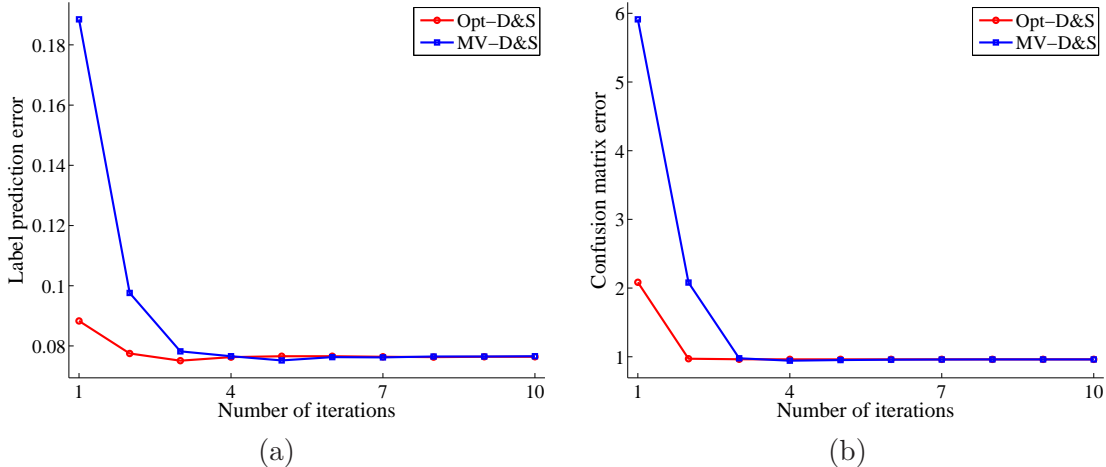 Opt−D&S
MV−D&S
0.18
0.16
0.14
0.12
0.1
0.08
Label prediction error
1
4
7
10
Number of iterations
(a)
Opt−D&S
MV−D&S
6
5
4
3
2
1
Confusion matrix error
1
4
7
10
Number of iterations
(b)